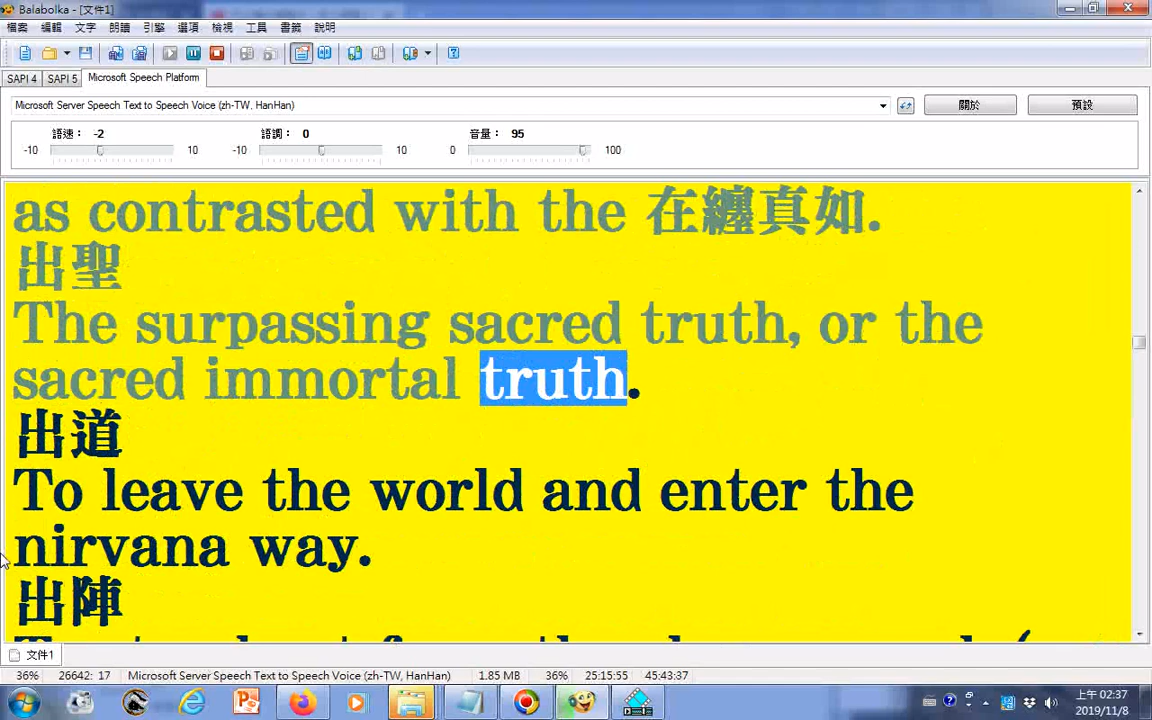 Balabolka - [文件1]
檔案 編輯 文字 朗讀 引擎 選項 檢視 工具 書籤 說明
SAPI 4 SAPI 5 Microsoft Speech Platform
Microsoft Server Speech Text to Speech Voice (zh-TW, HanHan) 關於 預設
語速： -2 語調： 0 音量： 95
-10 10 -10 10 0 100
as contrasted with the 在纏真如.
出聖
The surpassing sacred truth, or the
sacred immortal truth.
出道
To leave the world and enter the
nirvana way.
出陣
文件1
36% 26642: 17 Microsoft Server Speech Text to Speech Voice (zh-TW, HanHan) 1.85 MB 36% 25:15:55 45:43:37
上午 02:37
2019/11/8